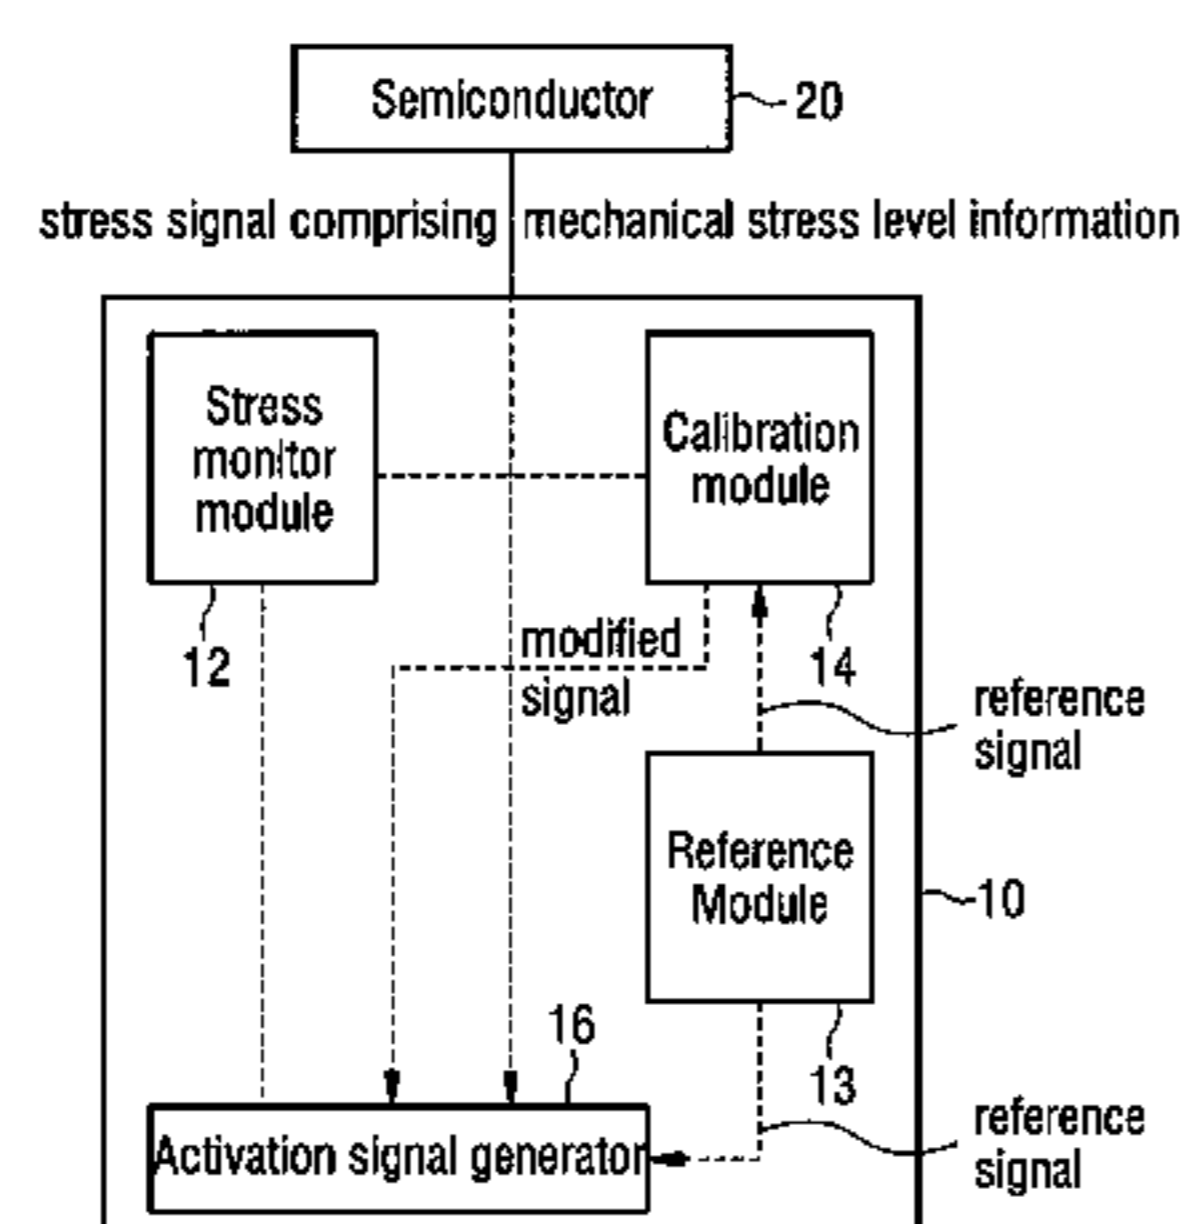 Semiconductor
20
stress signal comprising mechanical stress level information
Stress
monitor
module
Calibration
module
12
14
modified
signal
reference
signal
Reference
Module
10
16
13
Activation signal generator
reference
signal